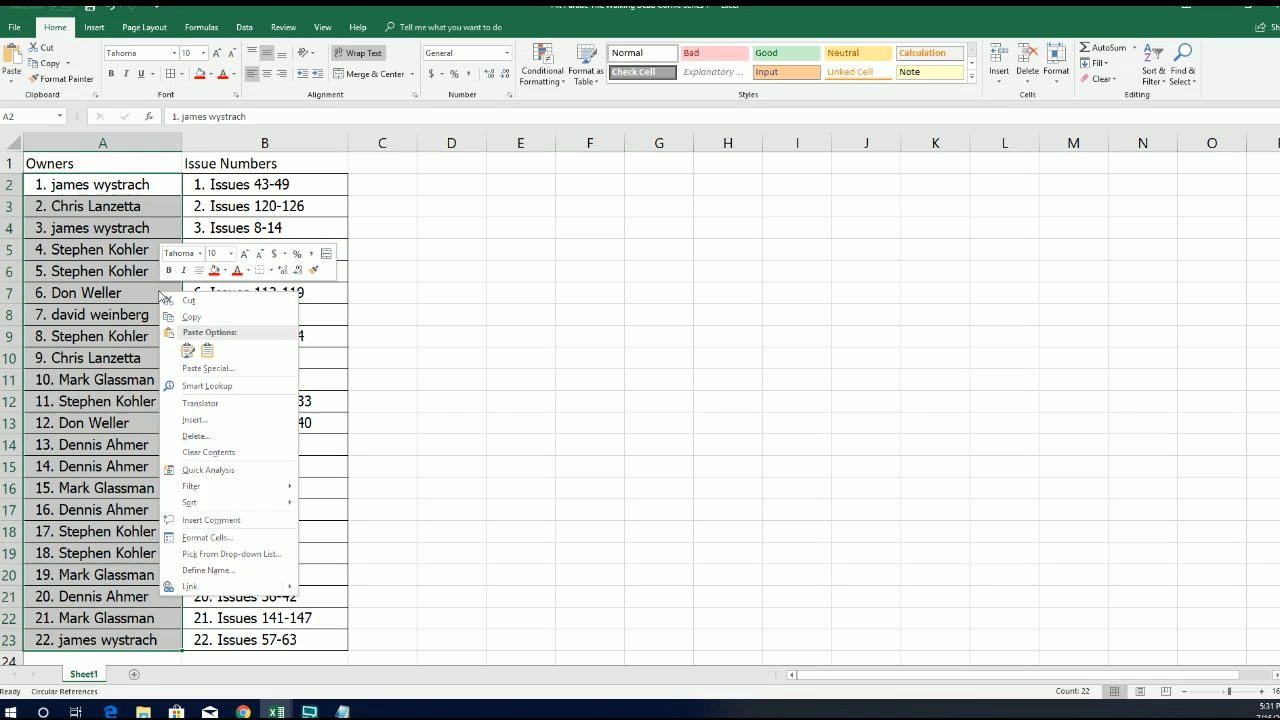 File Home Insert Page Layout Formulas Data Review View Help Tell me what you want to do
Paste Cut Copy Format Painter
Tahoma 10 Wrap Text Merge & Center General
Conditional Formatting Format as Table
Normal Bad Good Neutral Calculation
Check Cell Explanatory ... Input Linked Cell Note
Insert Delete Format AutoSum Fill Clear Sort & Filter Find & Select
Clipboard Font Alignment Number Styles Cells Editing
A2 1. james wystrach
A B C D E F G H I J K L M N O
1 Owners Issue Numbers
2 1. james wystrach 1. Issues 43-49
3 2. Chris Lanzetta 2. Issues 120-126
4 3. james wystrach 3. Issues 8-14
5 4. Stephen Kohler
6 5. Stephen Kohler
7 6. Don Weller
8 7. david weinberg
9 8. Stephen Kohler
10 9. Chris Lanzetta
11 10. Mark Glassman
12 11. Stephen Kohler 33
13 12. Don Weller 40
14 13. Dennis Ahmer
15 14. Dennis Ahmer
16 15. Mark Glassman
17 16. Dennis Ahmer
18 17. Stephen Kohler
19 18. Stephen Kohler
20 19. Mark Glassman
21 20. Dennis Ahmer
22 21. Mark Glassman 21. Issues 141-147
23 22. james wystrach 22. Issues 57-63
24
Tahoma 10
Cut
Copy
Paste Options:
Paste Special...
Smart Lookup
Translator
Insert...
Delete...
Clear Contents
Quick Analysis
Filter
Sort
Insert Comment
Format Cells...
Pick From Drop-down List...
Define Name...
Link
Sheet1
Ready Circular References Count: 22
5:31 P